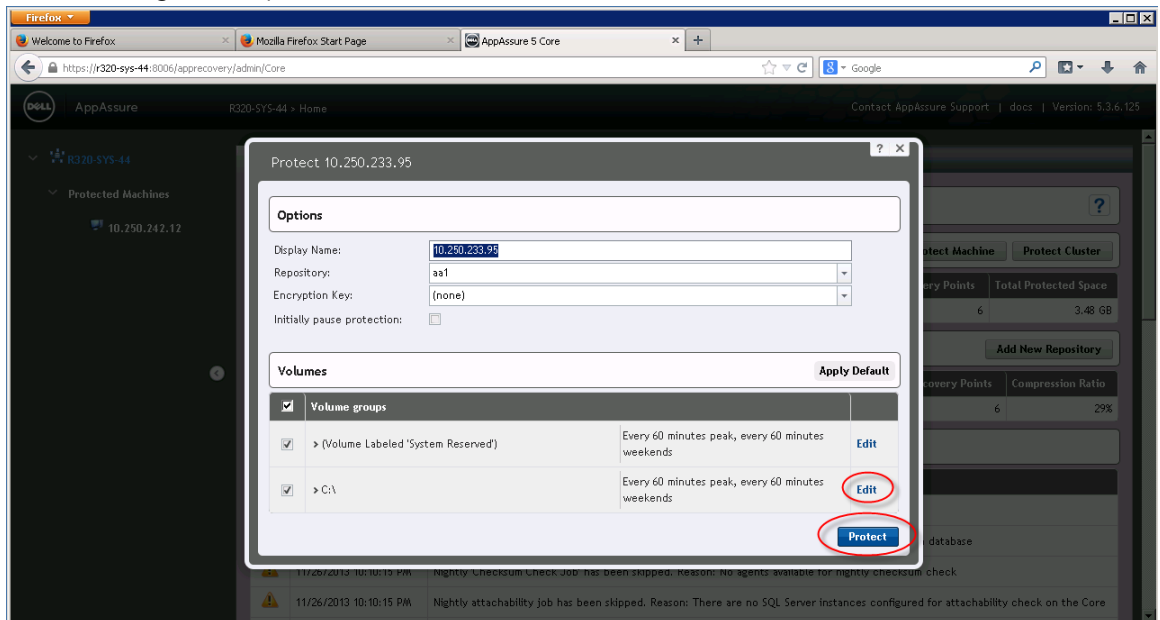 Firefox
Welcome to Firefox
Mozilla Firefox Start Page
AppAssure 5 Core
https://r320-sys-44:8006/apprecovery/admin/Core
Google
DELL AppAssure
R320-SYS-44 > Home
Contact AppAssure Support | docs | Version: 5.3.6.125
R320-SYS-44
Protected Machines
10.250.242.12
Protect 10.250.233.95
? X
?
Options
Display Name: 10.250.233.95
Repository: aa1
Encryption Key: (none)
Initially pause protection:
otect Machine
Protect Cluster
ery Points
Total Protected Space
6
3.48 GB
Add New Repository
covery Points
Compression Ratio
6
29%
Volumes
Apply Default
Volume groups
> (Volume Labeled 'System Reserved')
Every 60 minutes peak, every 60 minutes
weekends
Edit
> C:\
Every 60 minutes peak, every 60 minutes
weekends
Edit
Protect
database
11/26/2013 10:10:15 PM Nightly Checksum Check Job has been skipped. Reason: No agents available for nightly checksum check
11/26/2013 10:10:15 PM Nightly attachability job has been skipped. Reason: There are no SQL Server instances configured for attachability check on the Core